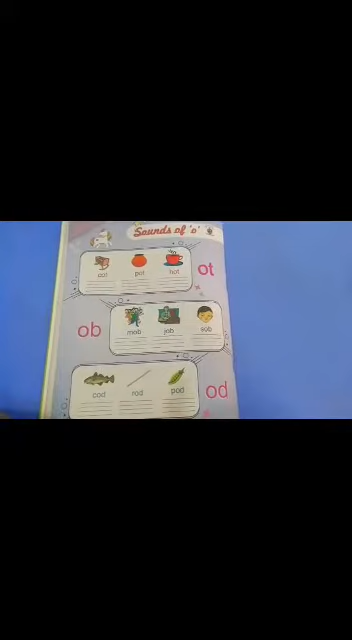 Sounds of 'o'
cot pot hot
ot
ob
mob job sob
cod rod pod
od